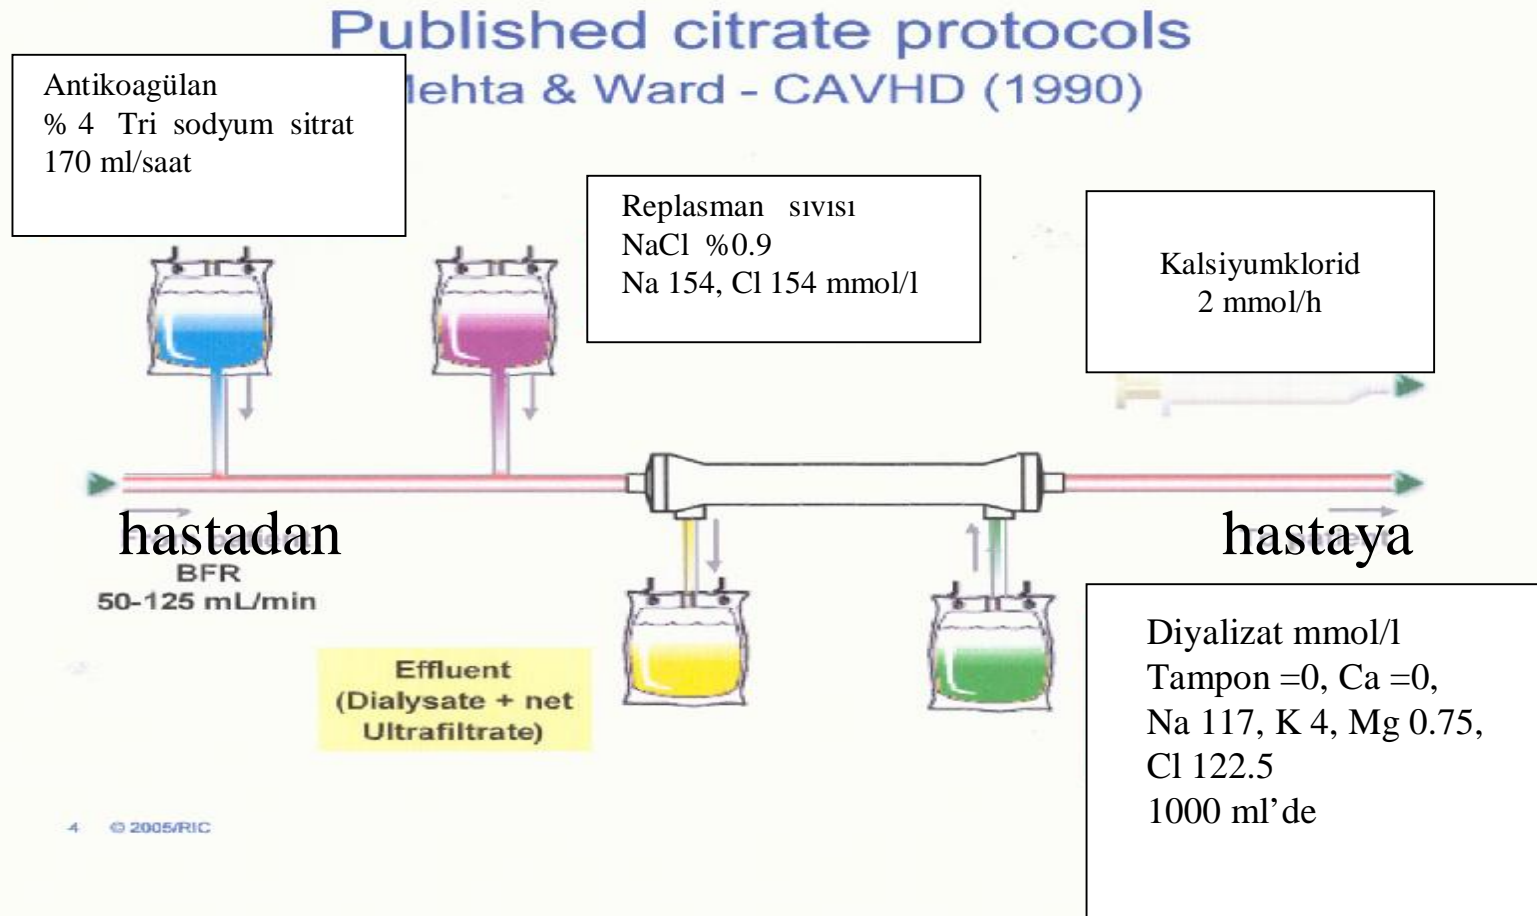 Published citrate protocols
Mehta & Ward - CAVHD (1990)
Antikoagülan
% 4 Tri sodyum sitrat
170 ml/saat
Replasman sıvısı
NaCl %0.9
Na 154, Cl 154 mmol/l
Kalsiyumklorid
2 mmol/h
hastadan
BFR
50-125 mL/min
hastaya
Effluent
(Dialysate + net
Ultrafiltrate)
Diyalizat mmol/l
Tampon =0, Ca =0,
Na 117, K 4, Mg 0.75,
Cl 122.5
1000 ml’de
4 © 2005/RIC